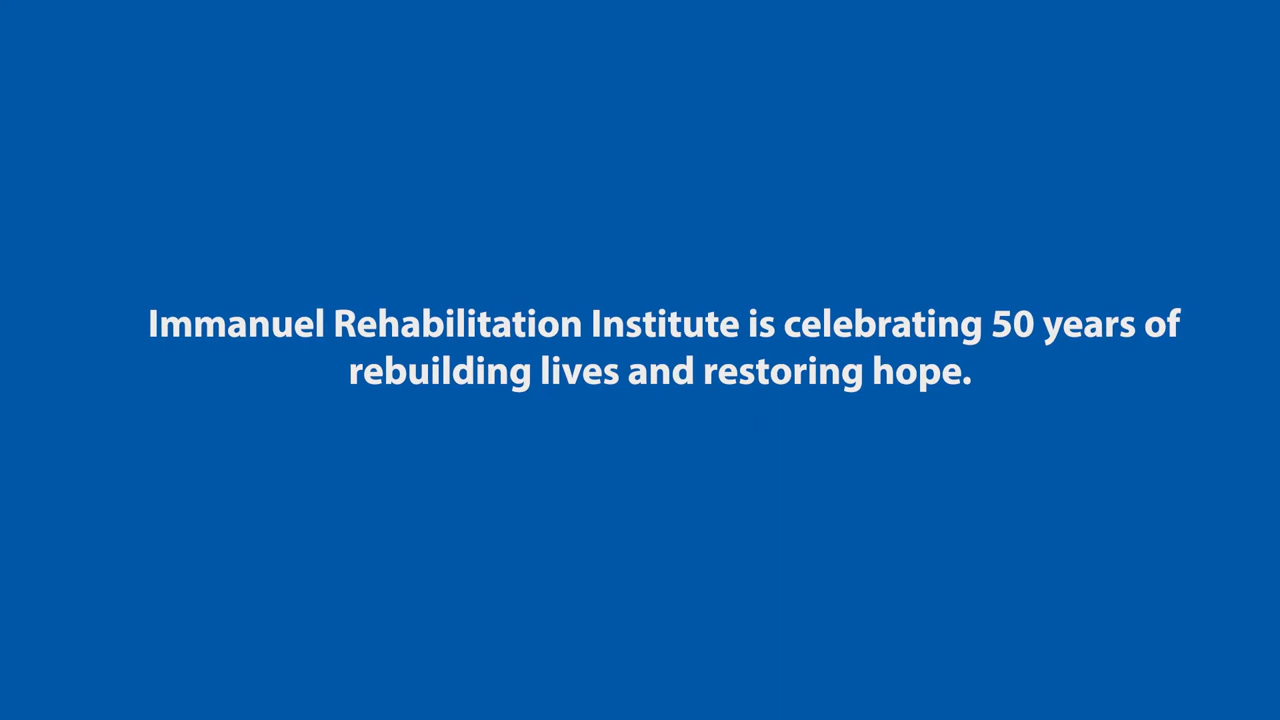 Immanuel Rehabilitation Institute is celebrating 50 years of
rebuilding lives and restoring hope.